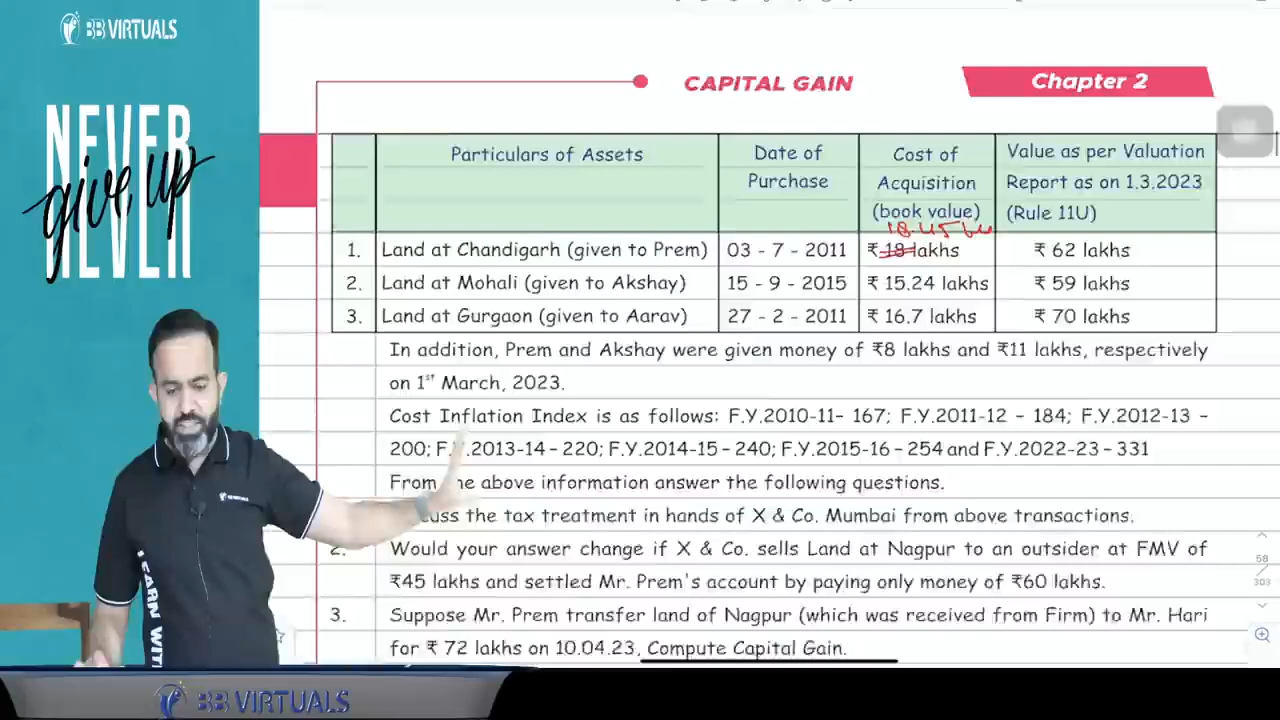 BB VIRTUALS
NEVER
give up
NEVER
CAPITAL GAIN
Chapter 2
Particulars of Assets
Date of Purchase
Cost of Acquisition (book value)
Value as per Valuation Report as on 1.3.2023 (Rule 11U)
18.45
1. Land at Chandigarh (given to Prem) 03 - 7 - 2011 ₹ 18 lakhs ₹ 62 lakhs
2. Land at Mohali (given to Akshay) 15 - 9 - 2015 ₹ 15.24 lakhs ₹ 59 lakhs
3. Land at Gurgaon (given to Aarav) 27 - 2 - 2011 ₹ 16.7 lakhs ₹ 70 lakhs
In addition, Prem and Akshay were given money of ₹8 lakhs and ₹11 lakhs, respectively
on 1st March, 2023.
Cost Inflation Index is as follows: F.Y.2010-11- 167; F.Y.2011-12 - 184; F.Y.2012-13 -
200; F.Y.2013-14 - 220; F.Y.2014-15 - 240; F.Y.2015-16 - 254 and F.Y.2022-23 - 331
From the above information answer the following questions.
the tax treatment in hands of X & Co. Mumbai from above transactions.
2. Would your answer change if X & Co. sells Land at Nagpur to an outsider at FMV of
₹45 lakhs and settled Mr. Prem's account by paying only money of ₹60 lakhs.
3. Suppose Mr. Prem transfer land of Nagpur (which was received from Firm) to Mr. Hari
for ₹ 72 lakhs on 10.04.23, Compute Capital Gain.
58
303
BB VIRTUALS
LEARN WIT
BB VIRTUALS